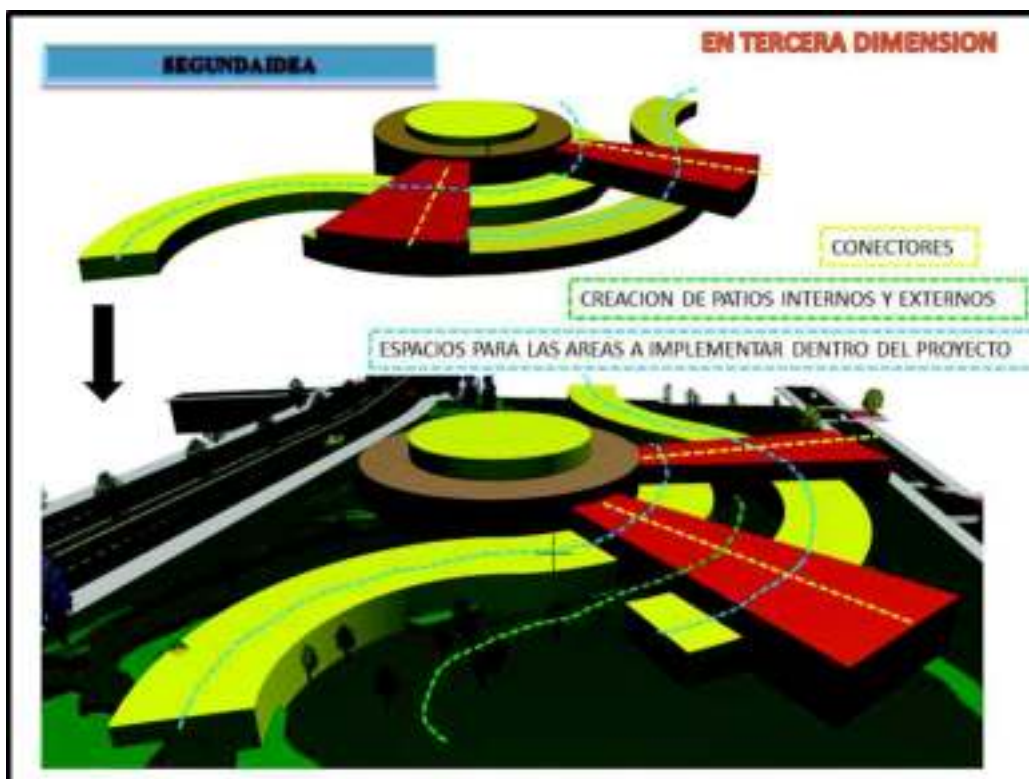 EN TERCERA DIMENSION
SEGUNDAIDEA
CONECTORES
CREACION DE PATIOS INTERNOS Y EXTERNOS
ESPACIOS PARA LAS AREAS A IMPLEMENTAR DENTRO DEL PROYECTO